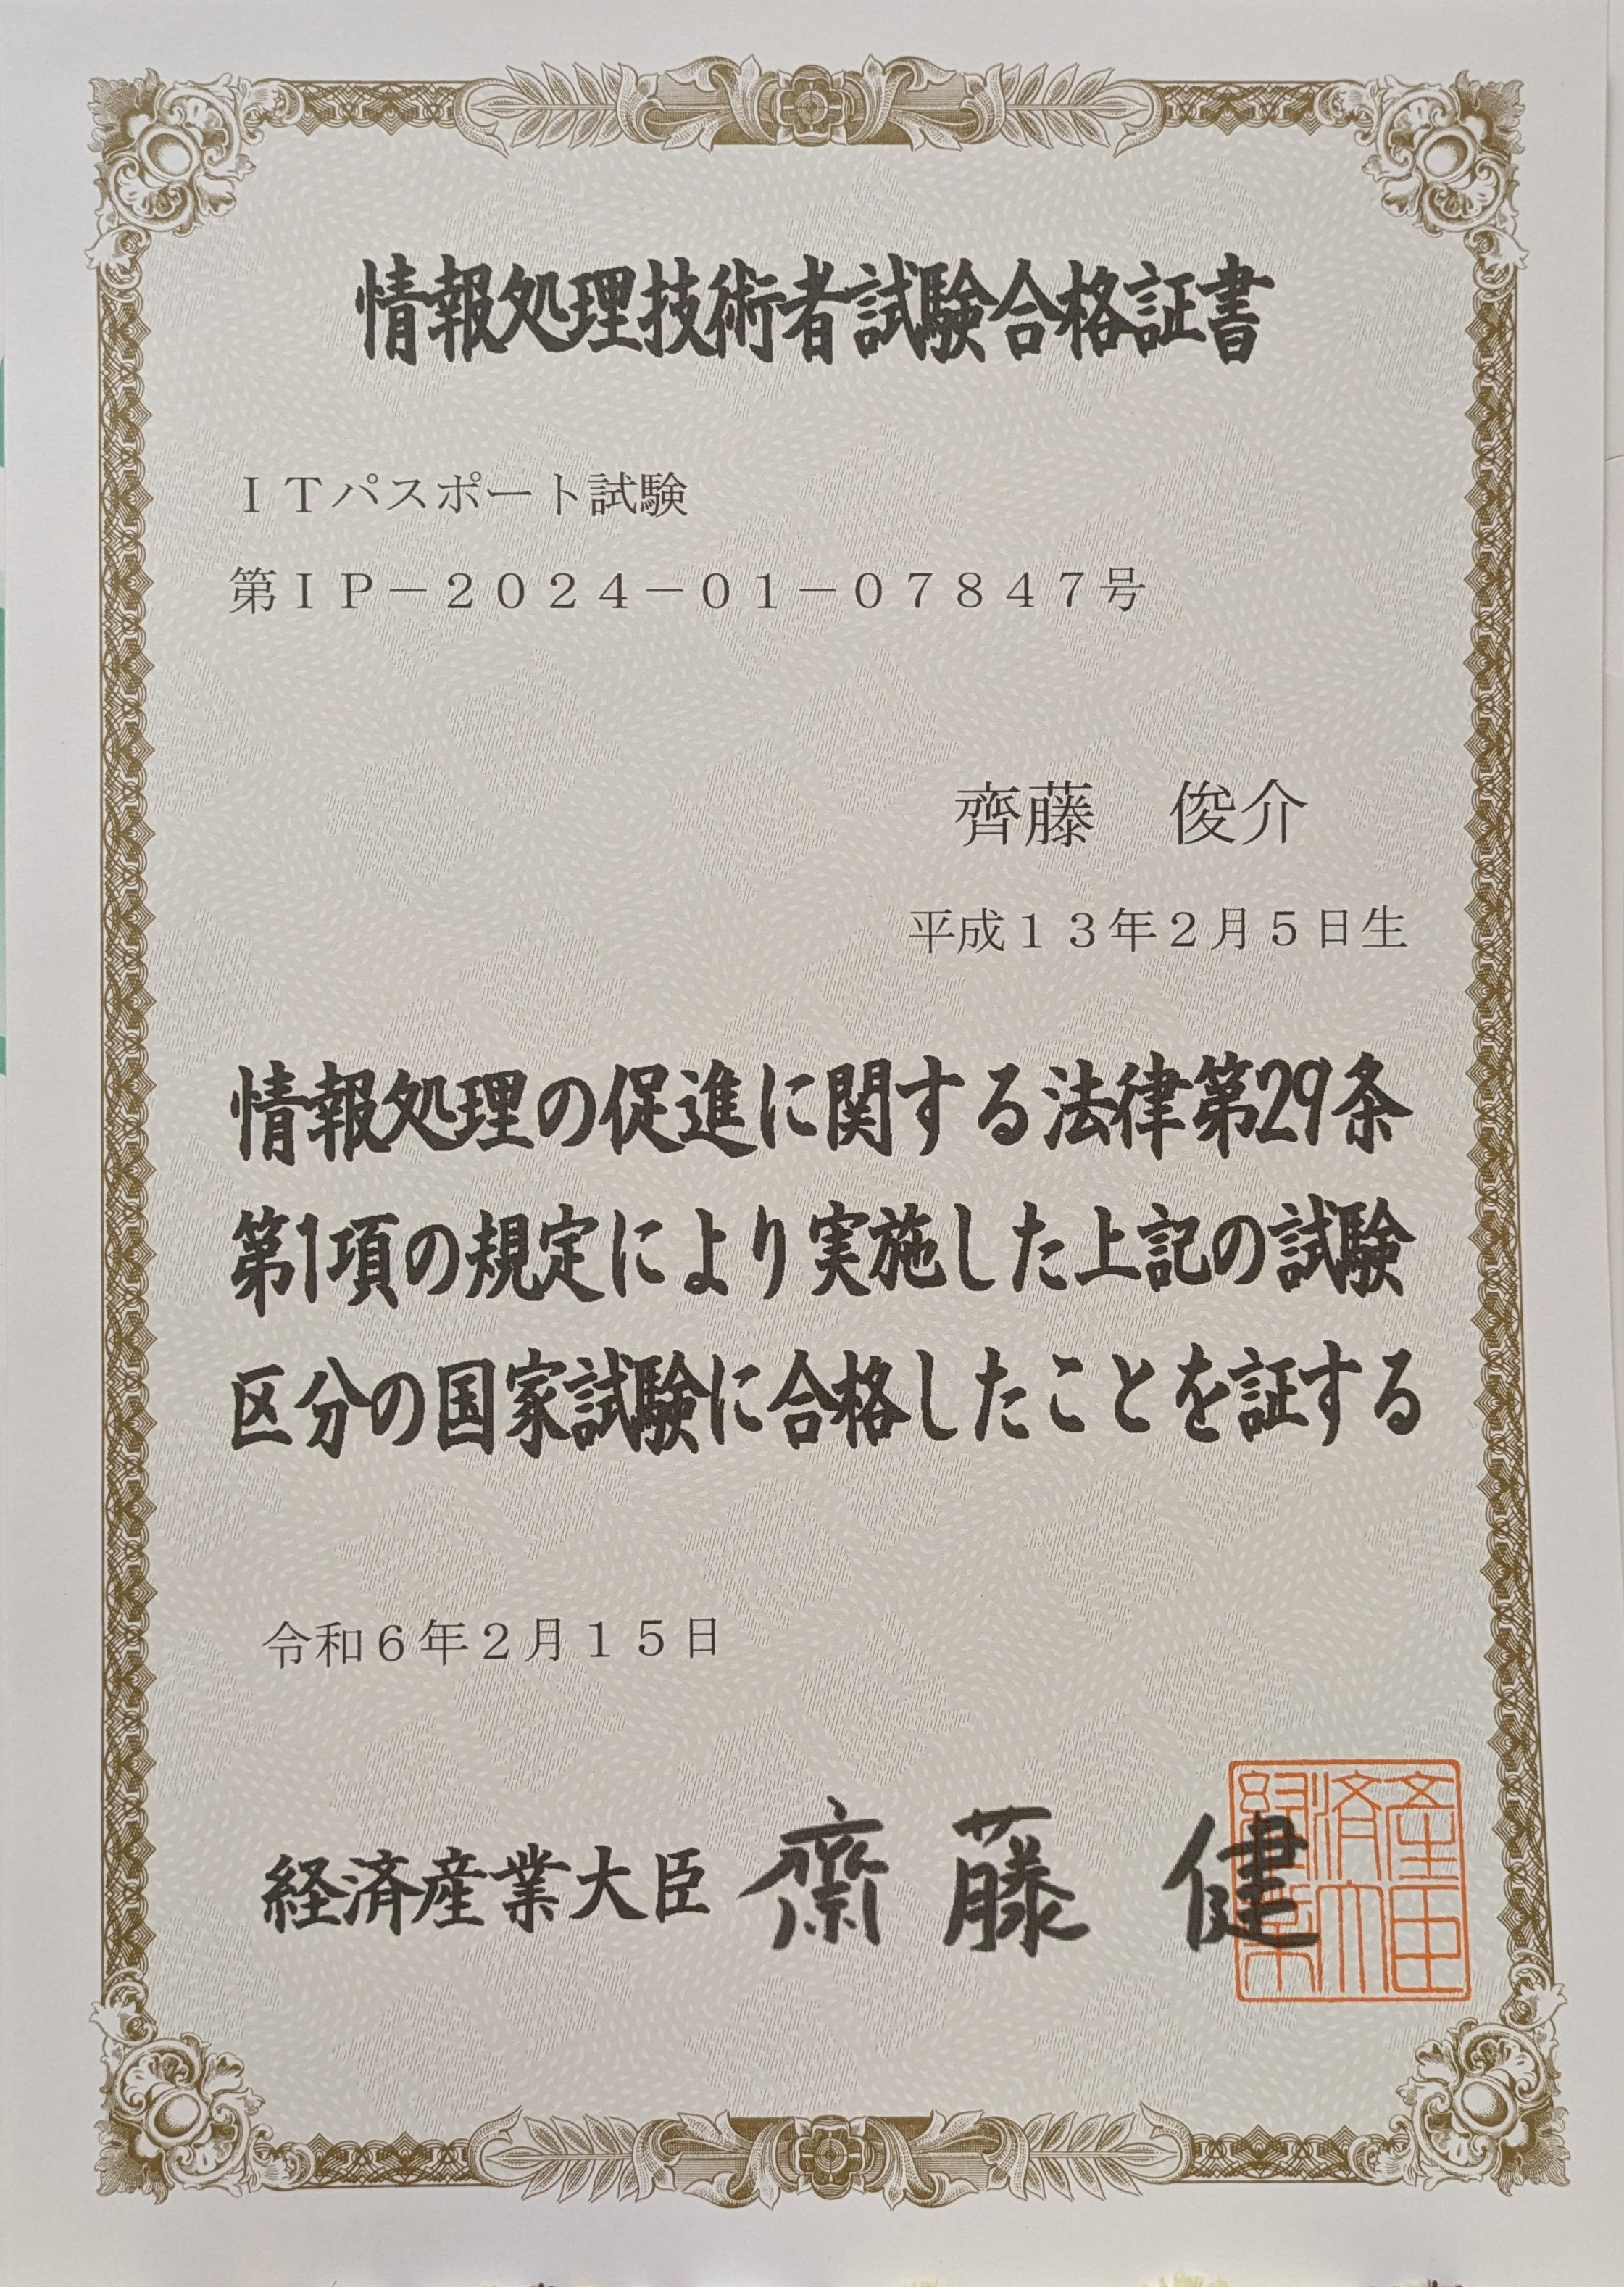 情報処理技術者試験合格証書
ＩＴパスポート試験
第ＩＰ－２０２４－０１－０７８４７号
齊藤　俊介
平成１３年２月５日生
情報処理の促進に関する法律第29条
第1項の規定により実施した上記の試験
区分の国家試験に合格したことを証する
令和６年２月１５日
経済産業大臣 齋藤 健